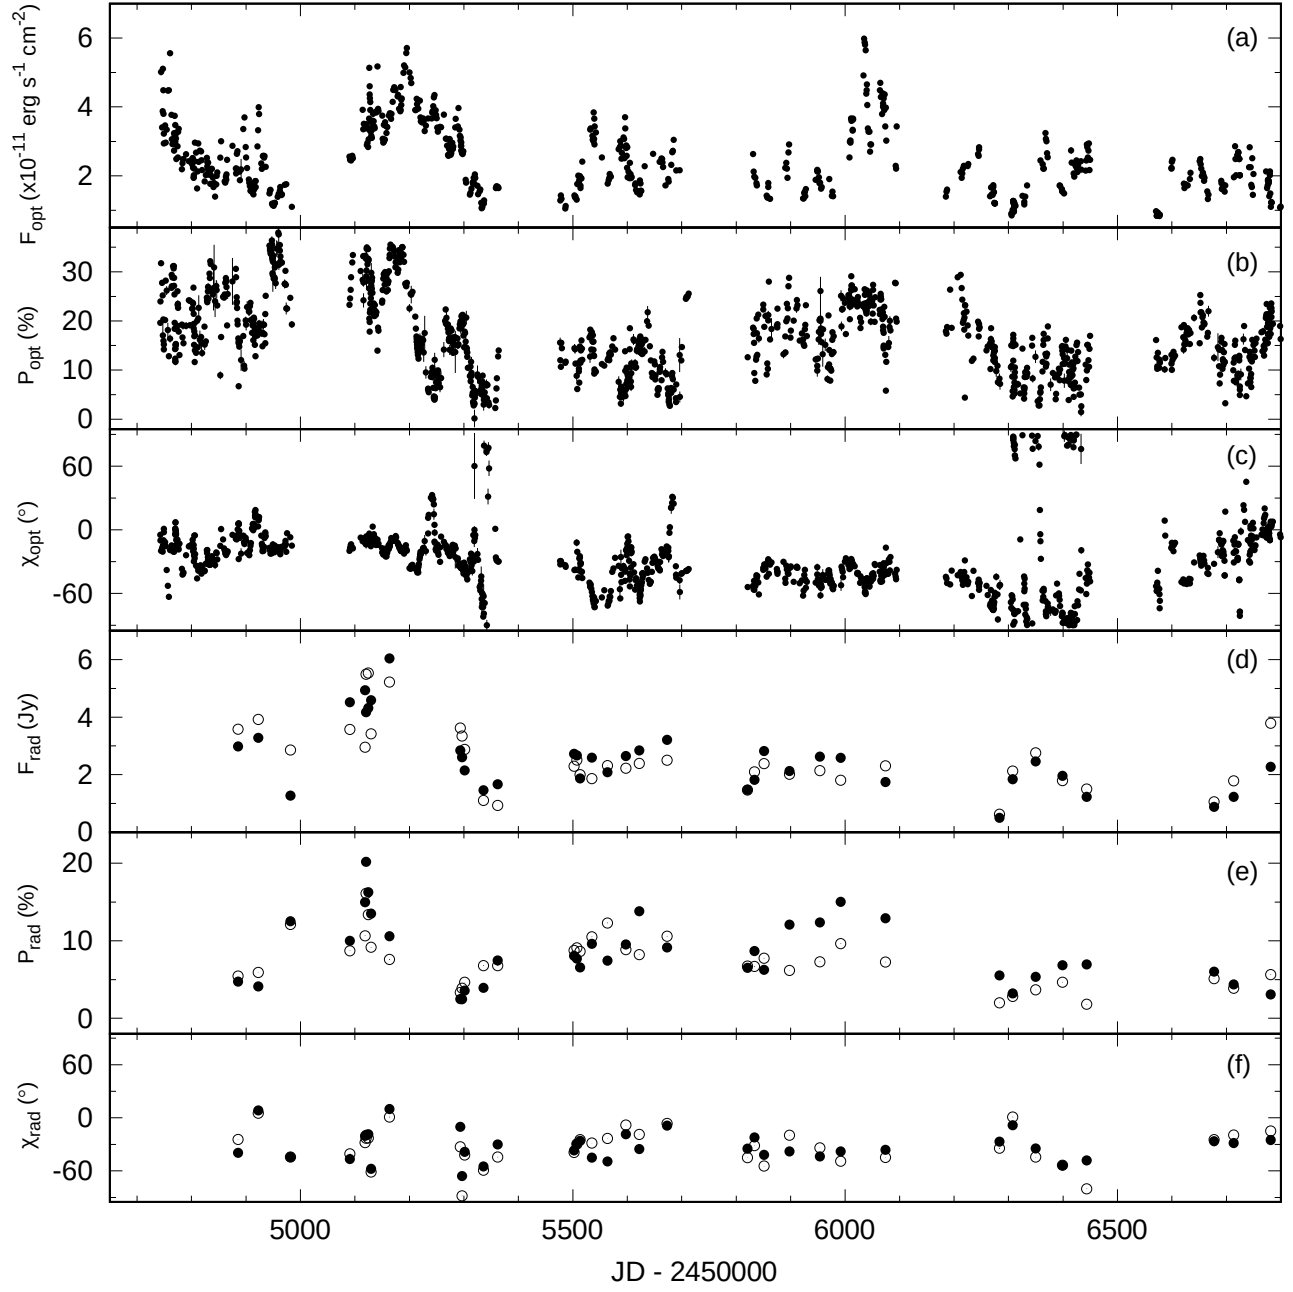 F_opt (x10^-11 erg s^-1 cm^-2)
6
4
2
(a)
P_opt (%)
30
20
10
0
(b)
χ_opt (°)
60
0
-60
(c)
F_rad (Jy)
6
4
2
0
(d)
P_rad (%)
20
10
0
(e)
χ_rad (°)
60
0
-60
(f)
5000 5500 6000 6500
JD - 2450000